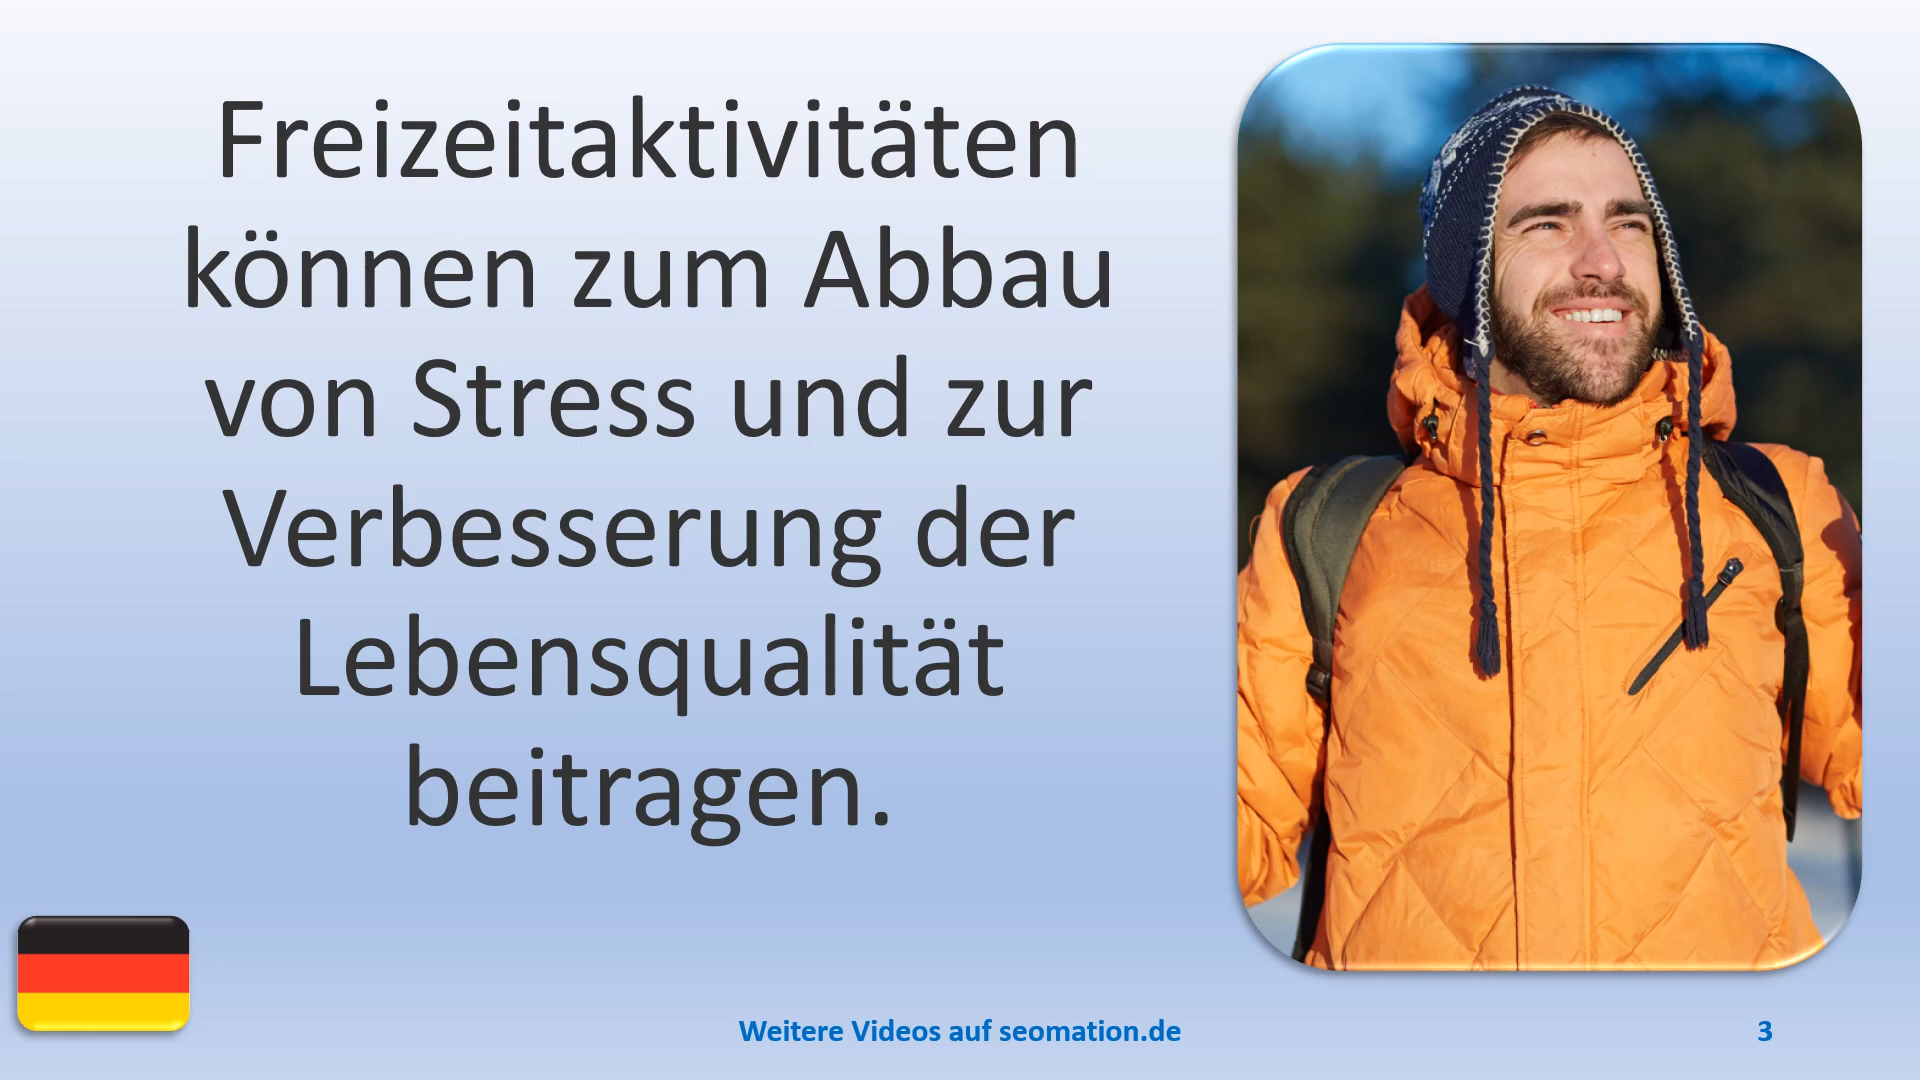 Freizeitaktivitäten
können zum Abbau
von Stress und zur
Verbesserung der
Lebensqualität
beitragen.
Weitere Videos auf seomation.de
3